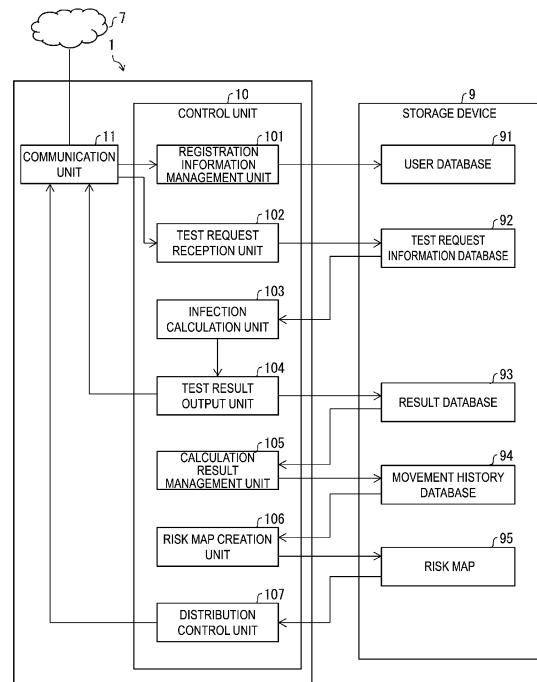 7
1
10
CONTROL UNIT
9
STORAGE DEVICE
11
COMMUNICATION
UNIT
101
REGISTRATION
INFORMATION
MANAGEMENT UNIT
91
USER DATABASE
102
TEST REQUEST
RECEPTION UNIT
92
TEST REQUEST
INFORMATION DATABASE
103
INFECTION
CALCULATION UNIT
104
TEST RESULT
OUTPUT UNIT
93
RESULT DATABASE
105
CALCULATION
RESULT
MANAGEMENT UNIT
94
MOVEMENT HISTORY
DATABASE
106
RISK MAP CREATION
UNIT
95
RISK MAP
107
DISTRIBUTION
CONTROL UNIT